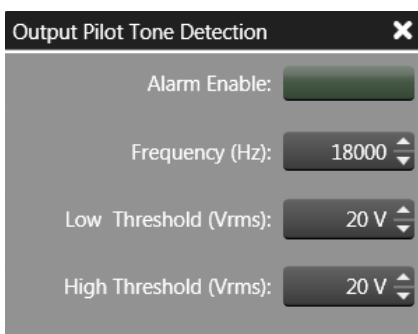 Output Pilot Tone Detection
Alarm Enable:
Frequency (Hz): 18000
Low Threshold (Vrms): 20 V
High Threshold (Vrms): 20 V